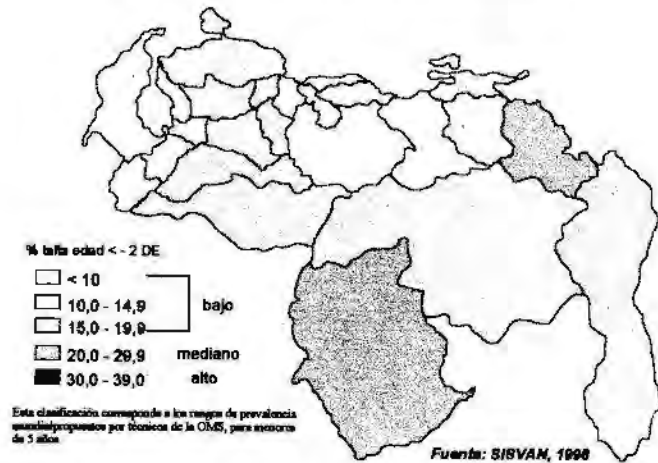 % talla edad < - 2 DE
< 10
10,0 - 14,9 bajo
15,0 - 19,9
20,0 - 29,9 mediano
30,0 - 39,0 alto
Esta clasificación corresponde a los rangos de prevalencia
propuestos por técnicos de la OMS, para menores
de 5 años
Fuente: SISVAN, 1996